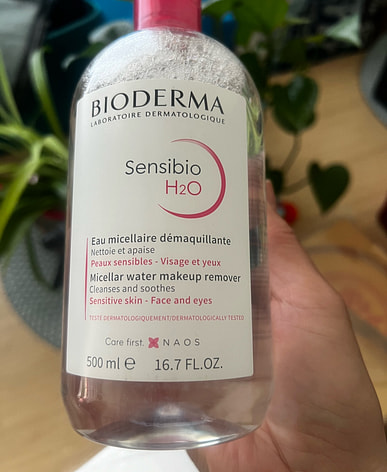 BIODERMA
LABORATOIRE DERMATOLOGIQUE
Sensibio
H2O
Eau micellaire démaquillante
Nettoie et apaise
Peaux sensibles - Visage et yeux
Micellar water makeup remover
Cleanses and soothes
Sensitive skin - Face and eyes
TESTÉ DERMATOLOGIQUEMENT/DERMATOLOGICALLY TESTED
Care first. NAOS
500 ml e 16.7 FL.OZ.